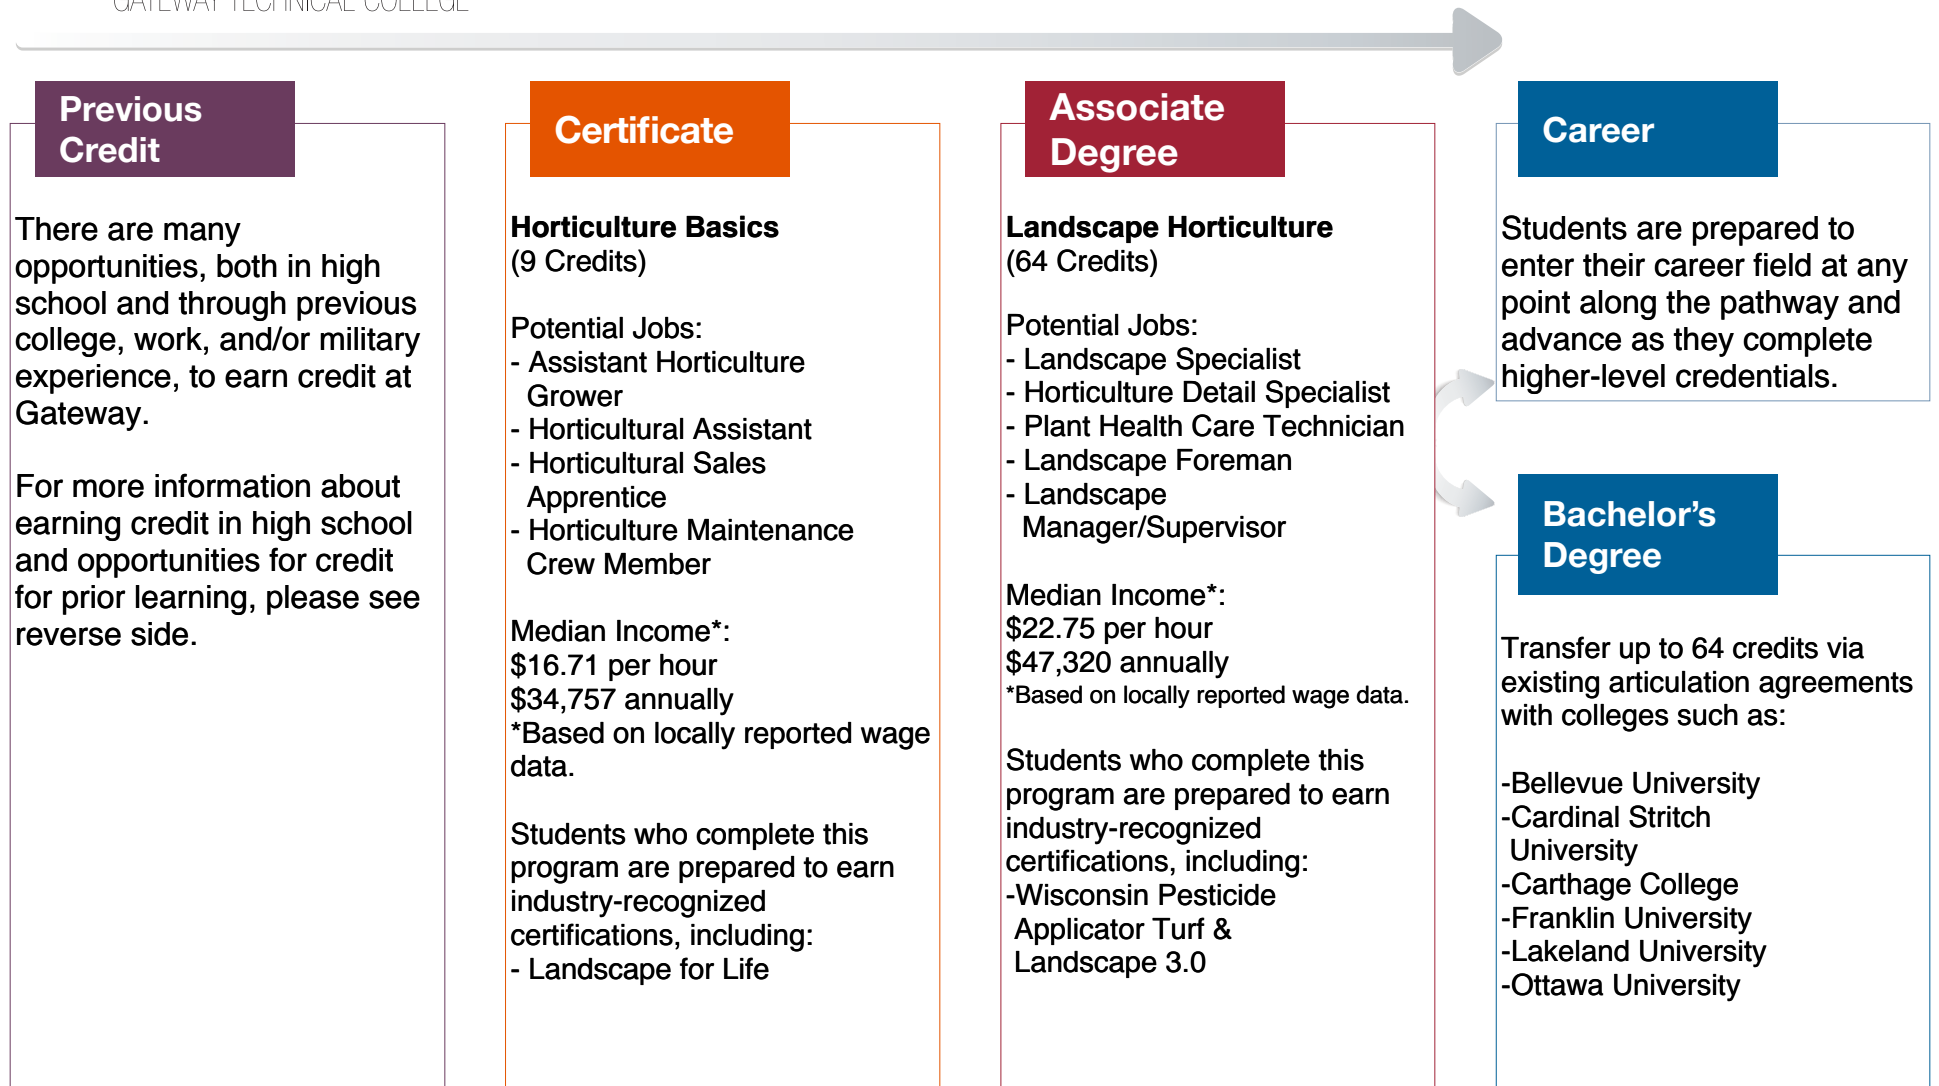 GATEWAY TECHNICAL COLLEGE
Previous
Credit
There are many
opportunities, both in high
school and through previous
college, work, and/or military
experience, to earn credit at
Gateway.
For more information about
earning credit in high school
and opportunities for credit
for prior learning, please see
reverse side.
Certificate
Horticulture Basics
(9 Credits)
Potential Jobs:
- Assistant Horticulture
Grower
- Horticultural Assistant
- Horticultural Sales
Apprentice
- Horticulture Maintenance
Crew Member
Median Income*:
$16.71 per hour
$34,757 annually
*Based on locally reported wage
data.
Students who complete this
program are prepared to earn
industry-recognized
certifications, including:
- Landscape for Life
Associate
Degree
Landscape Horticulture
(64 Credits)
Potential Jobs:
- Landscape Specialist
- Horticulture Detail Specialist
- Plant Health Care Technician
- Landscape Foreman
- Landscape
Manager/Supervisor
Median Income*:
$22.75 per hour
$47,320 annually
*Based on locally reported wage data.
Students who complete this
program are prepared to earn
industry-recognized
certifications, including:
-Wisconsin Pesticide
Applicator Turf &
Landscape 3.0
Career
Students are prepared to
enter their career field at any
point along the pathway and
advance as they complete
higher-level credentials.
Bachelor’s
Degree
Transfer up to 64 credits via
existing articulation agreements
with colleges such as:
-Bellevue University
-Cardinal Stritch
University
-Carthage College
-Franklin University
-Lakeland University
-Ottawa University